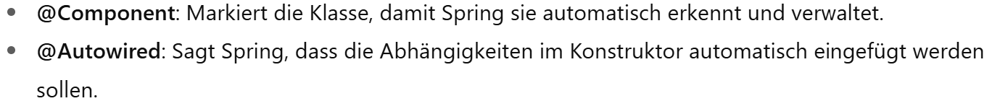 • @Component: Markiert die Klasse, damit Spring sie automatisch erkennt und verwaltet.
• @Autowired: Sagt Spring, dass die Abhängigkeiten im Konstruktor automatisch eingefügt werden
sollen.